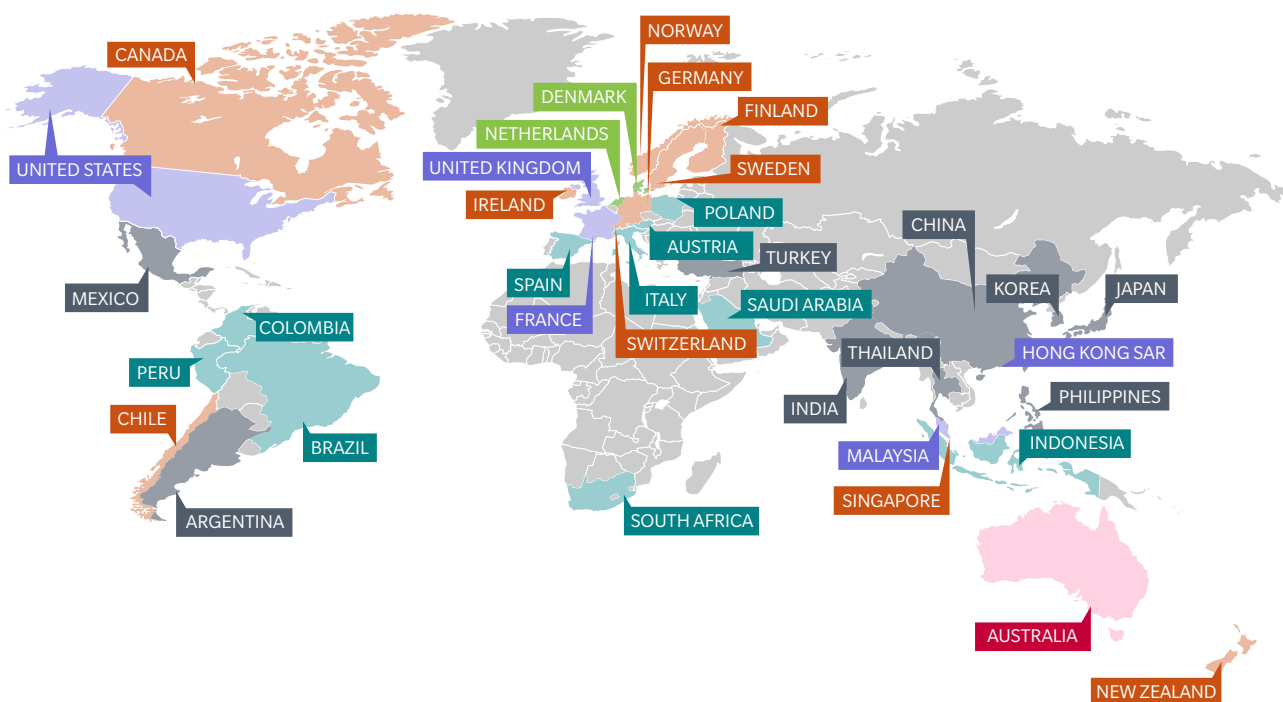 NORWAY
CANADA
GERMANY
DENMARK
FINLAND
NETHERLANDS
UNITED STATES
UNITED KINGDOM
SWEDEN
IRELAND
POLAND
CHINA
AUSTRIA
TURKEY
SPAIN
MEXICO
ITALY
SAUDI ARABIA
KOREA
JAPAN
FRANCE
COLOMBIA
SWITZERLAND
THAILAND
HONG KONG SAR
PERU
PHILIPPINES
INDIA
CHILE
BRAZIL
INDONESIA
MALAYSIA
SINGAPORE
ARGENTINA
SOUTH AFRICA
AUSTRALIA
NEW ZEALAND